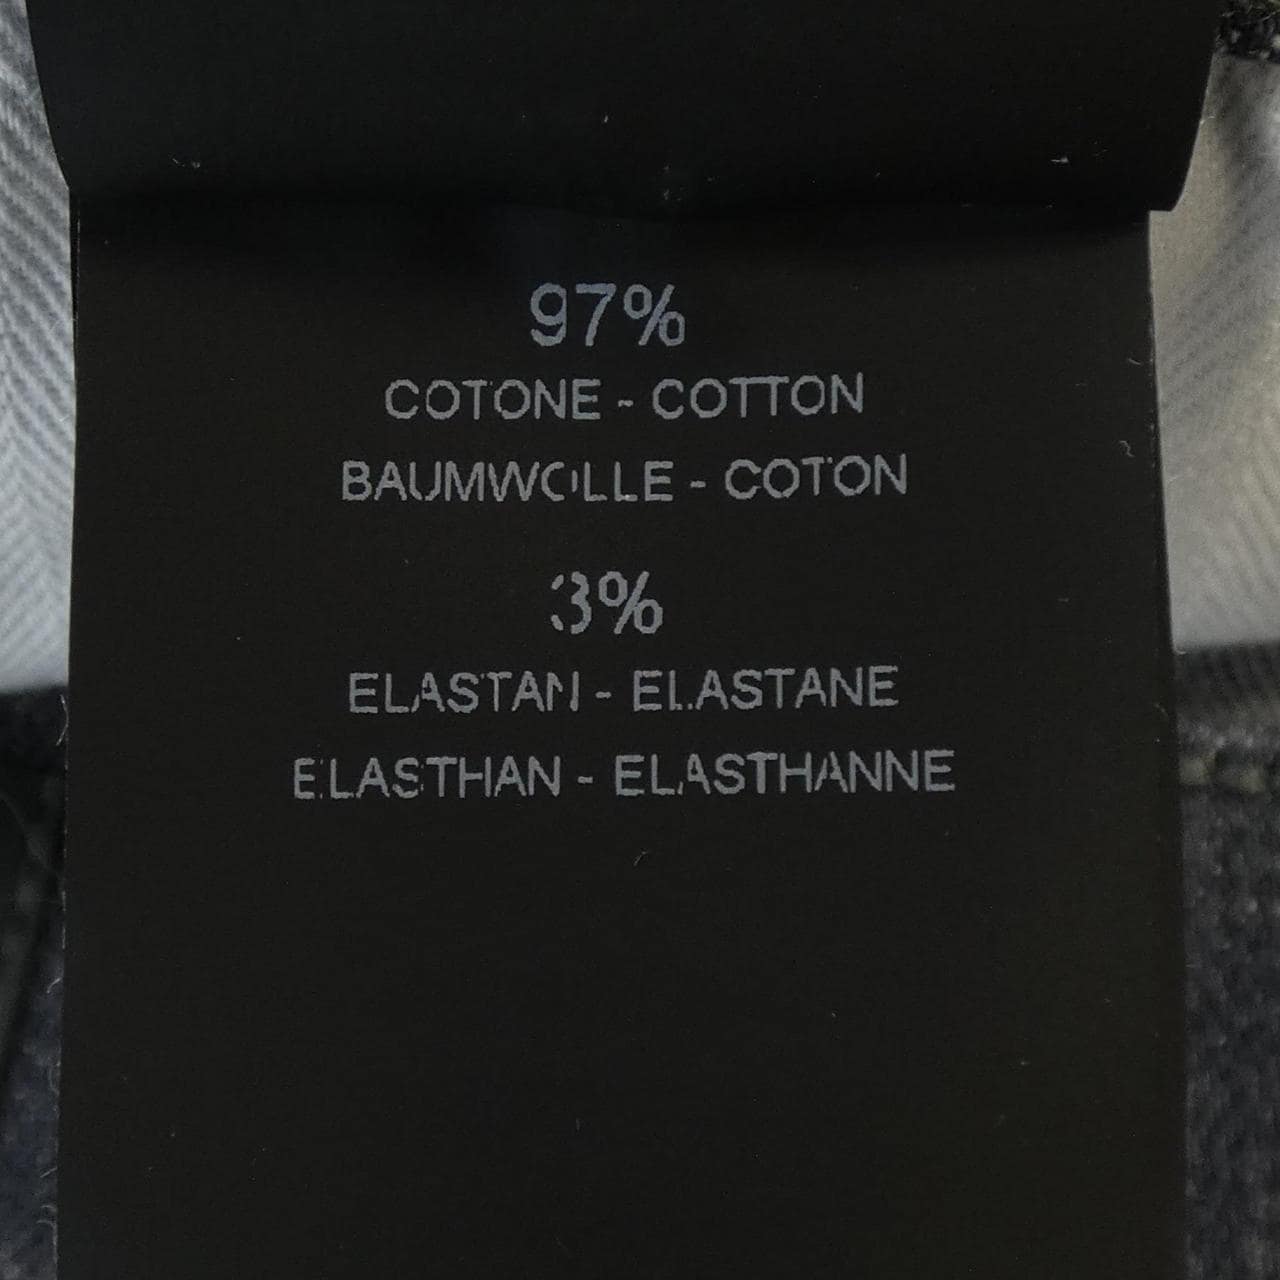 97%
COTONE - COTTON
BAUMWOLLE - COTON
3%
ELASTAN - ELASTANE
ELASTHAN - ELASTHANNE